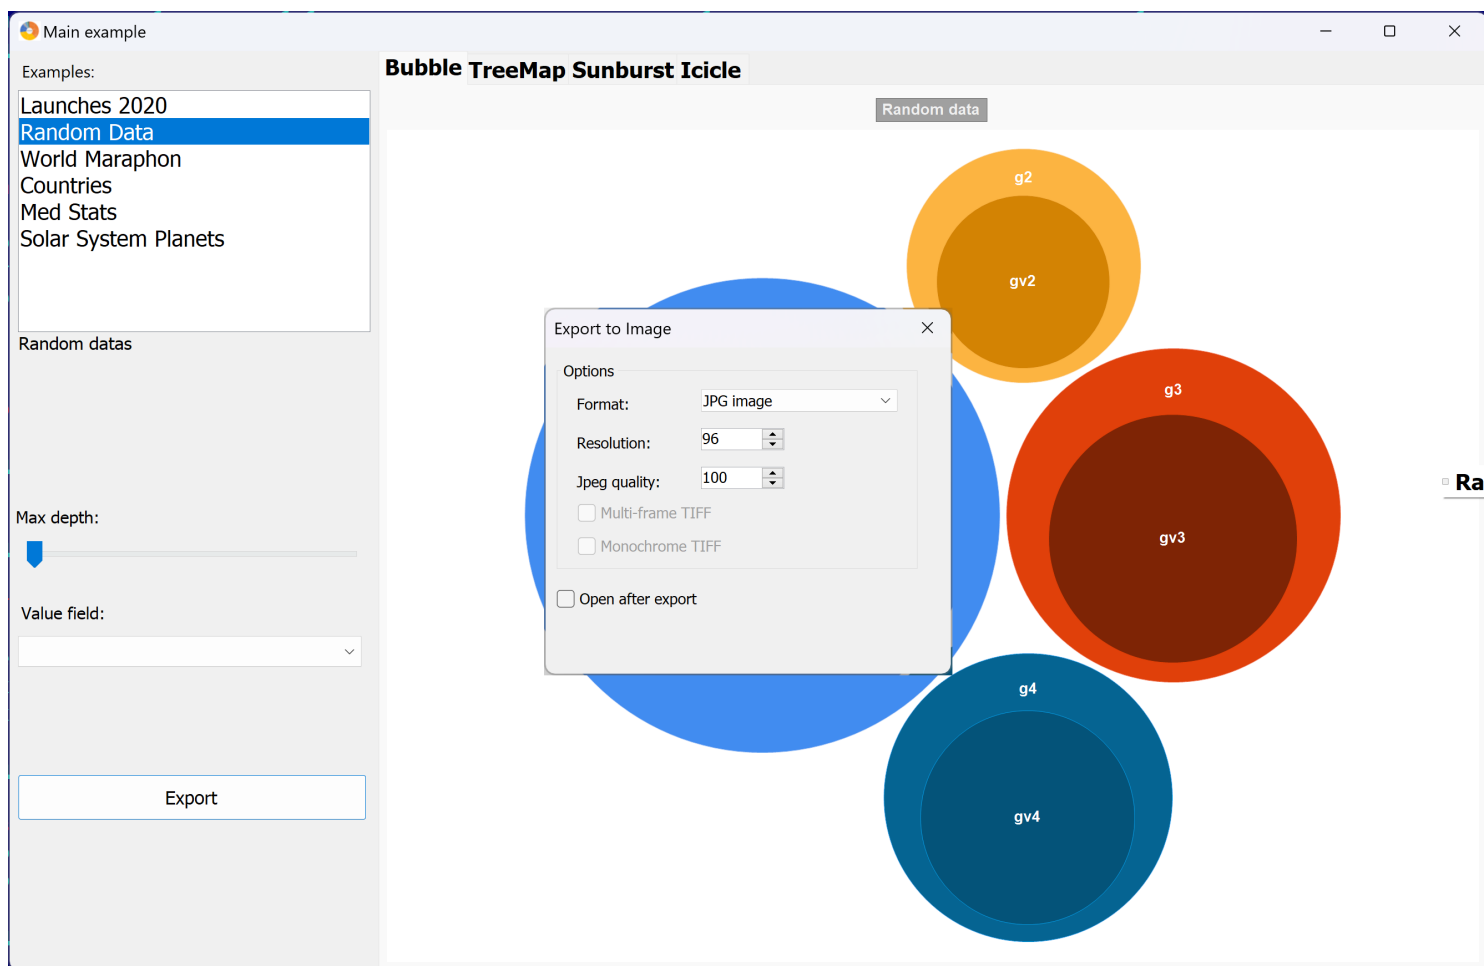 Main example
Examples:
Launches 2020
Random Data
World Maraphon
Countries
Med Stats
Solar System Planets
Random datas
Max depth:
Value field:
Export
Bubble TreeMap Sunburst Icicle
Random data
g2
gv2
g3
gv3
g4
gv4
Ra
Export to Image
Options
Format: JPG image
Resolution: 96
Jpeg quality: 100
Multi-frame TIFF
Monochrome TIFF
Open after export